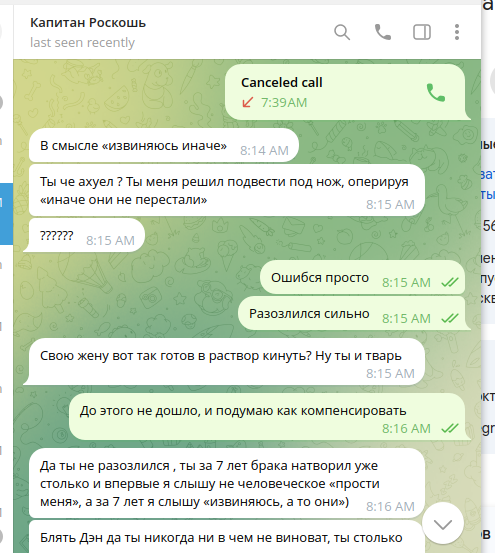 Капитан Роскошь
last seen recently
Canceled call
7:39AM
В смысле «извиняюсь иначе»
8:14 AM
Ты че ахуел ? Ты меня решил подвести под нож, оперируя
«иначе они не перестали»
8:15 AM
??????
8:15 AM
Ошибся просто
8:15 AM
Разозлился сильно
8:15 AM
Свою жену вот так готов в раствор кинуть? Ну ты и тварь
8:15 AM
До этого не дошло, и подумаю как компенсировать
8:16 AM
Да ты не разозлился , ты за 7 лет брака натворил уже
столько и впервые я слышу не человеческое «прости
меня», а за 7 лет я слышу «извиняюсь, а то они»)
8:16 AM
Блять Дэн да ты никогда ни в чем не виноват, ты столько